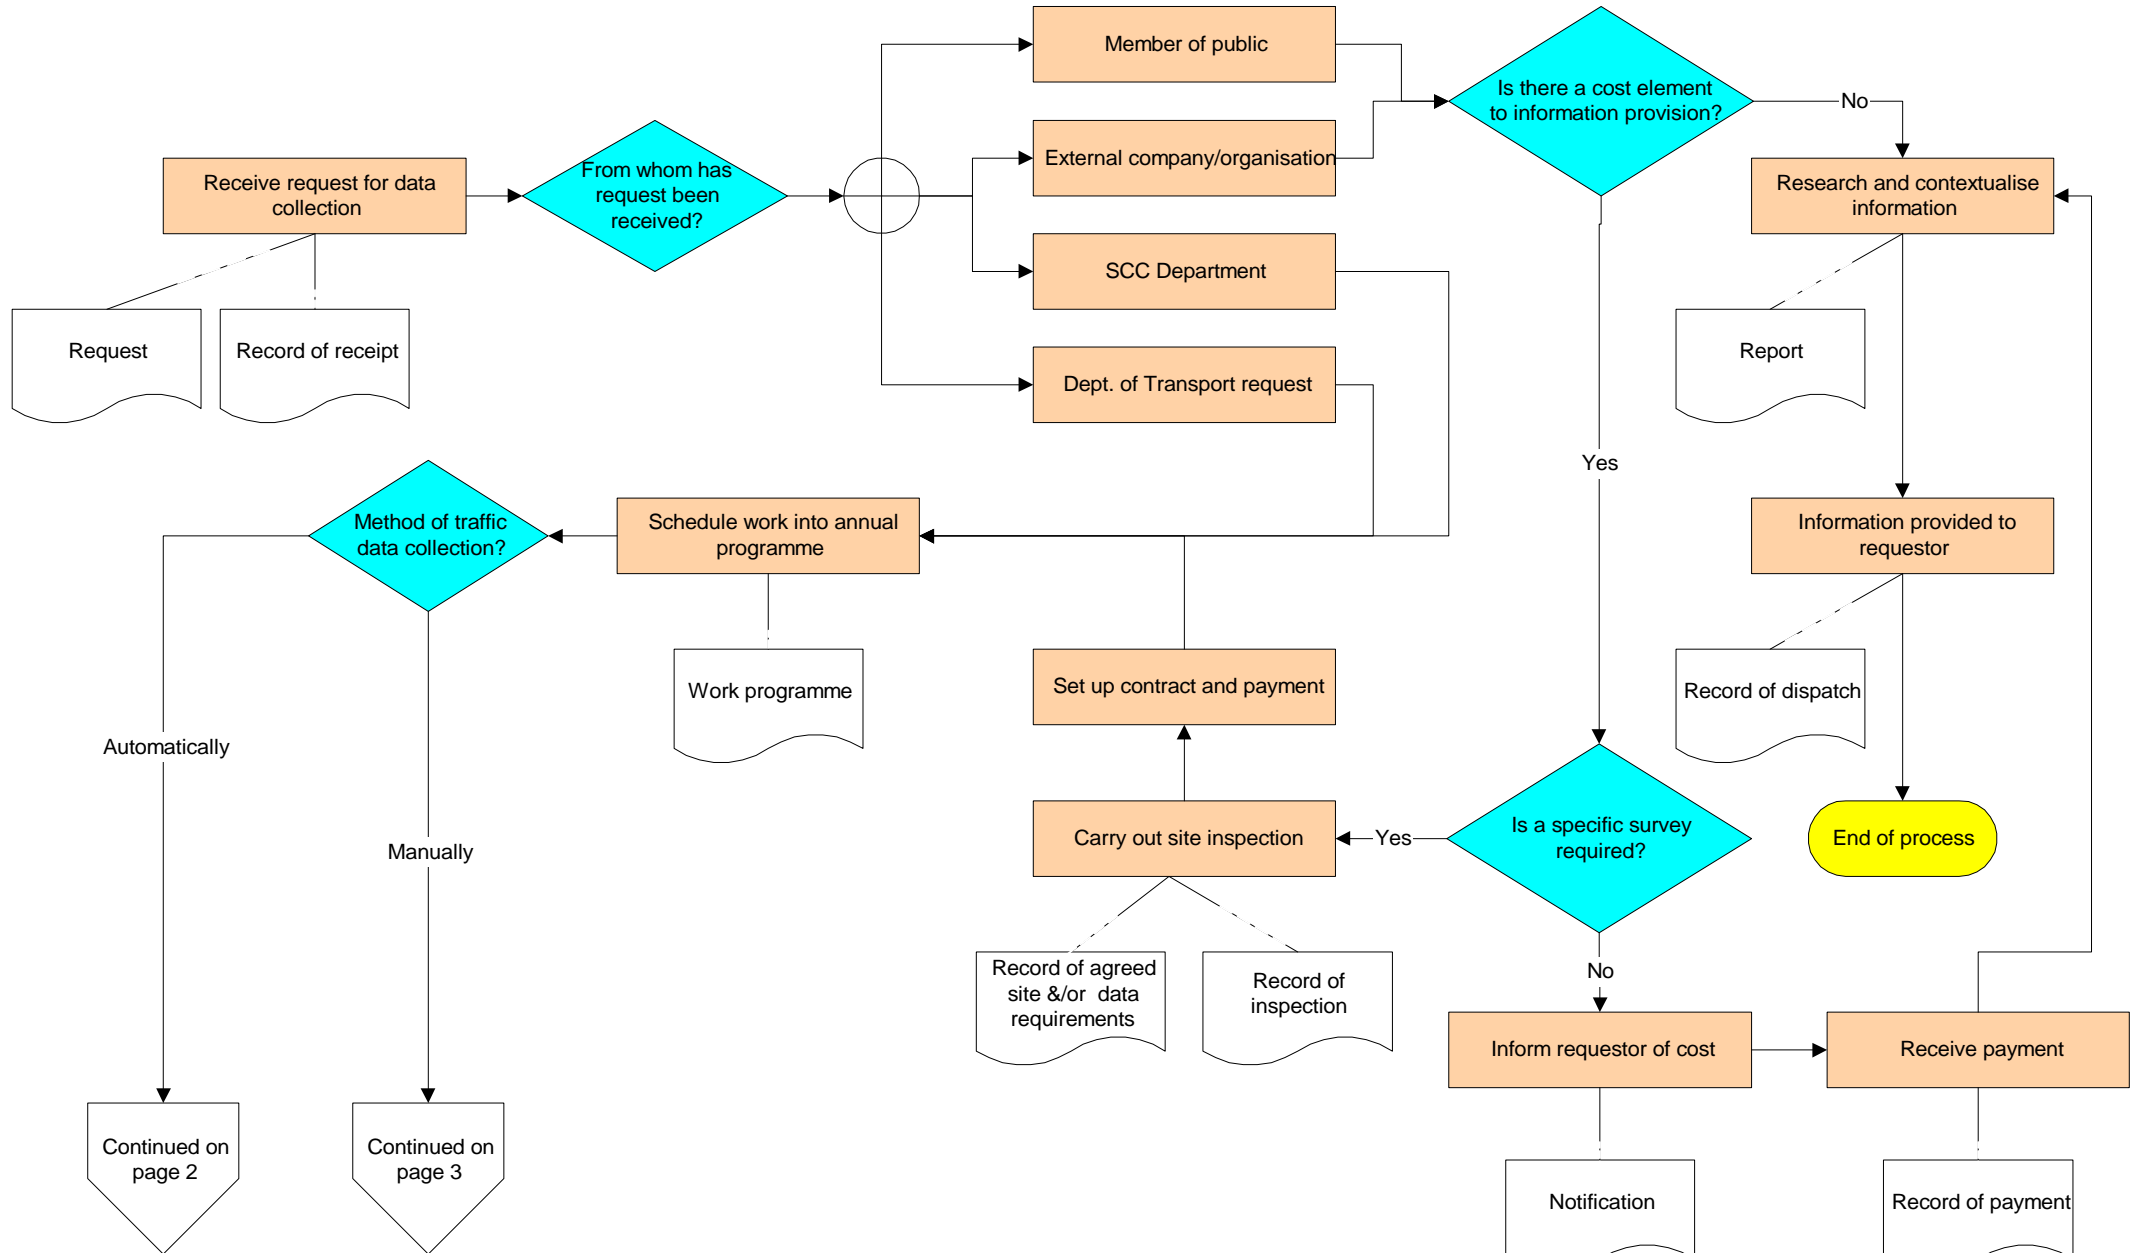 Member of public
Is there a cost element
to information provision?
No
External company/organisation
From whom has
request been
received?
Receive request for data
collection
Research and contextualise
information
SCC Department
Request
Record of receipt
Report
Dept. of Transport request
Yes
Method of traffic
data collection?
Schedule work into annual
programme
Information provided to
requestor
Work programme
Set up contract and payment
Record of dispatch
Automatically
Manually
Carry out site inspection
Yes
Is a specific survey
required?
End of process
No
Record of agreed
site &/or  data
requirements
Record of
inspection
Inform requestor of cost
Receive payment
Continued on
page 2
Continued on
page 3
Notification
Record of payment